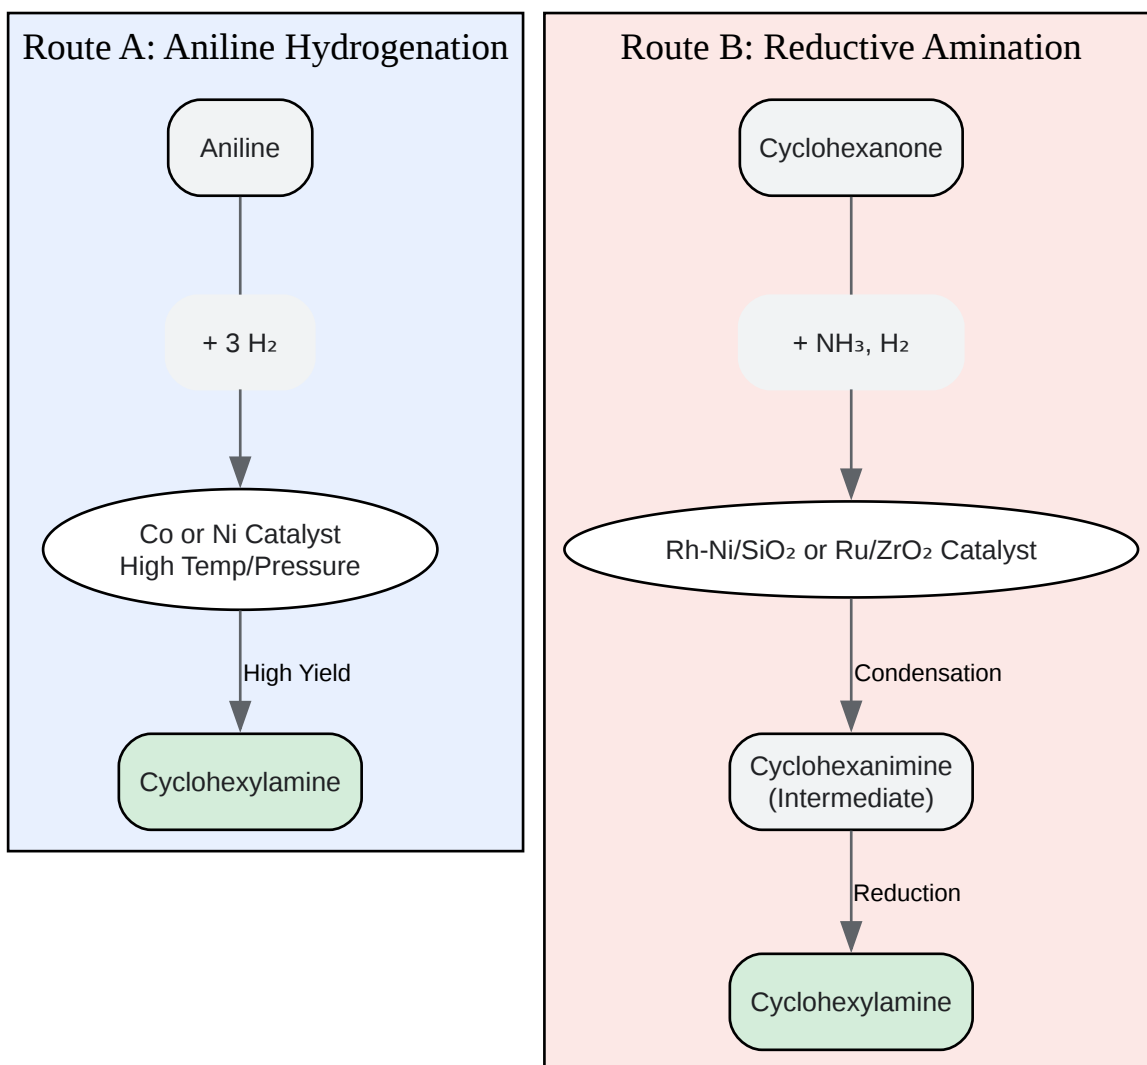 Route A: Aniline Hydrogenation
Aniline
+ 3 H₂
Co or Ni Catalyst
High Temp/Pressure
High Yield
Cyclohexylamine
Route B: Reductive Amination
Cyclohexanone
+ NH₃, H₂
Rh-Ni/SiO₂ or Ru/ZrO₂ Catalyst
Condensation
Cyclohexanimine
(Intermediate)
Reduction
Cyclohexylamine